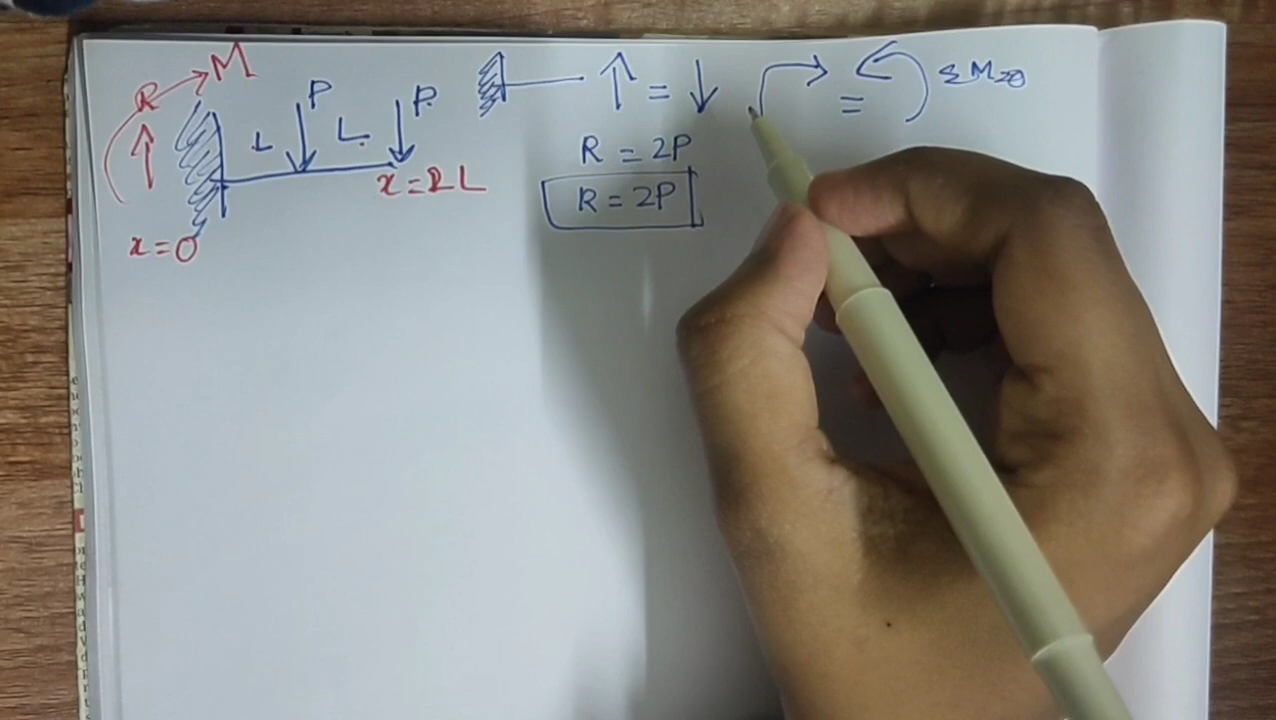 M
R
P
P
L
L
x = 2L
x = 0
↑ = ↓
= ΣM=0
R = 2P
R = 2P